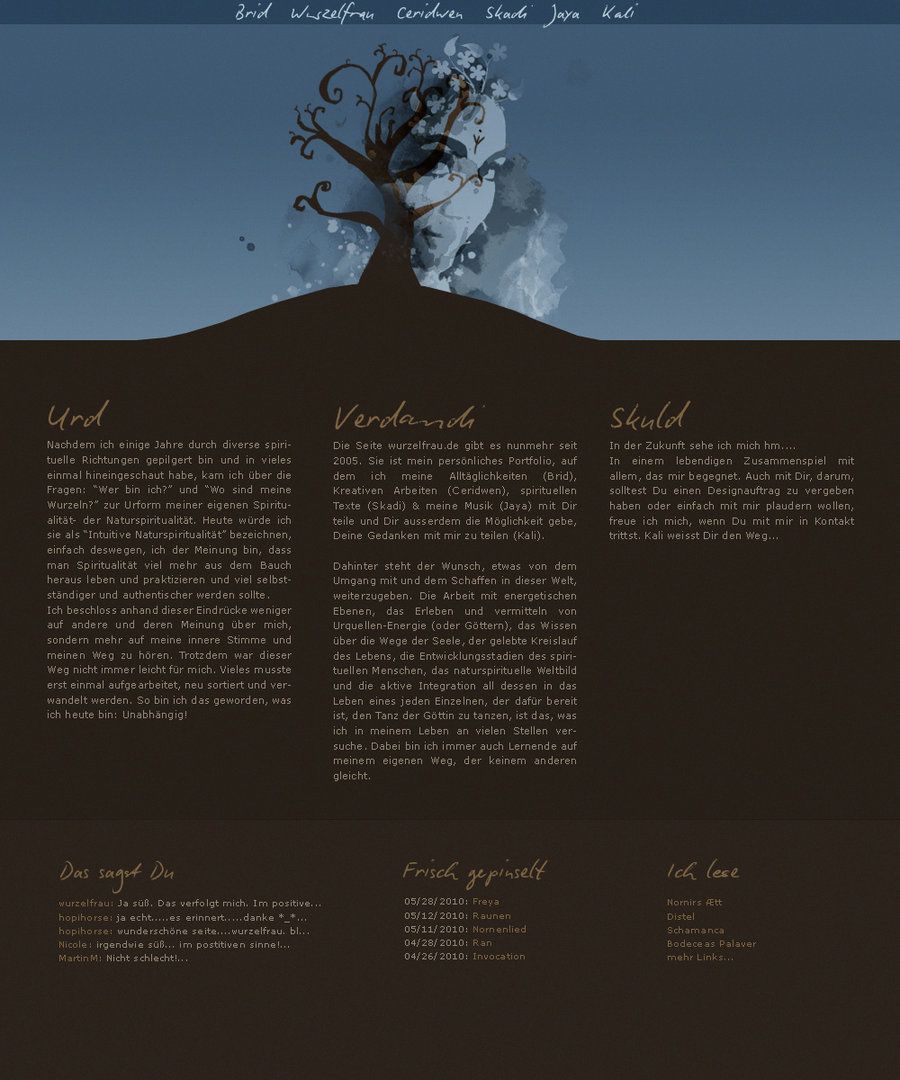 Brid Wurzelfrau Ceridwen Skadi Jaya Kali
Urd
Nachdem ich einige Jahre durch diverse spiri-
tuelle Richtungen gepilgert bin und in vieles
einmal hineingeschaut habe, kam ich über die
Fragen: “Wer bin ich?” und “Wo sind meine
Wurzeln?” zur Urform meiner eigenen Spiritu-
alität- der Naturspiritualität. Heute würde ich
sie als “Intuitive Naturspiritualität” bezeichnen,
einfach deswegen, ich der Meinung bin, dass
man Spiritualität viel mehr aus dem Bauch
heraus leben und praktizieren und viel selbst-
ständiger und authentischer werden sollte.
Ich beschloss anhand dieser Eindrücke weniger
auf andere und deren Meinung über mich,
sondern mehr auf meine innere Stimme und
meinen Weg zu hören. Trotzdem war dieser
Weg nicht immer leicht für mich. Vieles musste
erst einmal aufgearbeitet, neu sortiert und ver-
wandelt werden. So bin ich das geworden, was
ich heute bin: Unabhängig!
Verdandi
Die Seite wurzelfrau.de gibt es nunmehr seit
2005. Sie ist mein persönliches Portfolio, auf
dem ich meine Alltäglichkeiten (Brid),
Kreativen Arbeiten (Ceridwen), spirituellen
Texte (Skadi) & meine Musik (Jaya) mit Dir
teile und Dir ausserdem die Möglichkeit gebe,
Deine Gedanken mit mir zu teilen (Kali).
Dahinter steht der Wunsch, etwas von dem
Umgang mit und dem Schaffen in dieser Welt,
weiterzugeben. Die Arbeit mit energetischen
Ebenen, das Erleben und vermitteln von
Urquellen-Energie (oder Göttern), das Wissen
über die Wege der Seele, der gelebte Kreislauf
des Lebens, die Entwicklungsstadien des spiri-
tuellen Menschen, das naturspirituelle Weltbild
und die aktive Integration all dessen in das
Leben eines jeden Einzelnen, der dafür bereit
ist, den Tanz der Göttin zu tanzen, ist das, was
ich in meinem Leben an vielen Stellen ver-
suche. Dabei bin ich immer auch Lernende auf
meinem eigenen Weg, der keinem anderen
gleicht.
Skuld
In der Zukunft sehe ich mich hm....
In einem lebendigen Zusammenspiel mit
allem, das mir begegnet. Auch mit Dir, darum,
solltest Du einen Designauftrag zu vergeben
haben oder einfach mit mir plaudern wollen,
freue ich mich, wenn Du mit mir in Kontakt
trittst. Kali weisst Dir den Weg...
Das sagst Du
wurzelfrau: Ja süß. Das verfolgt mich. Im positive...
hopihorse: ja echt.....es erinnert.....danke *_*...
hopihorse: wunderschöne seite....wurzelfrau. bl...
Nicole: irgendwie süß... im postitiven sinne!...
MartinM: Nicht schlecht!...
Frisch gepinselt
05/28/2010: Freya
05/12/2010: Raunen
05/11/2010: Nornenlied
04/28/2010: Ran
04/26/2010: Invocation
Ich lese
Nornirs Ætt
Distel
Schamanca
Bodeceas Palaver
mehr Links...